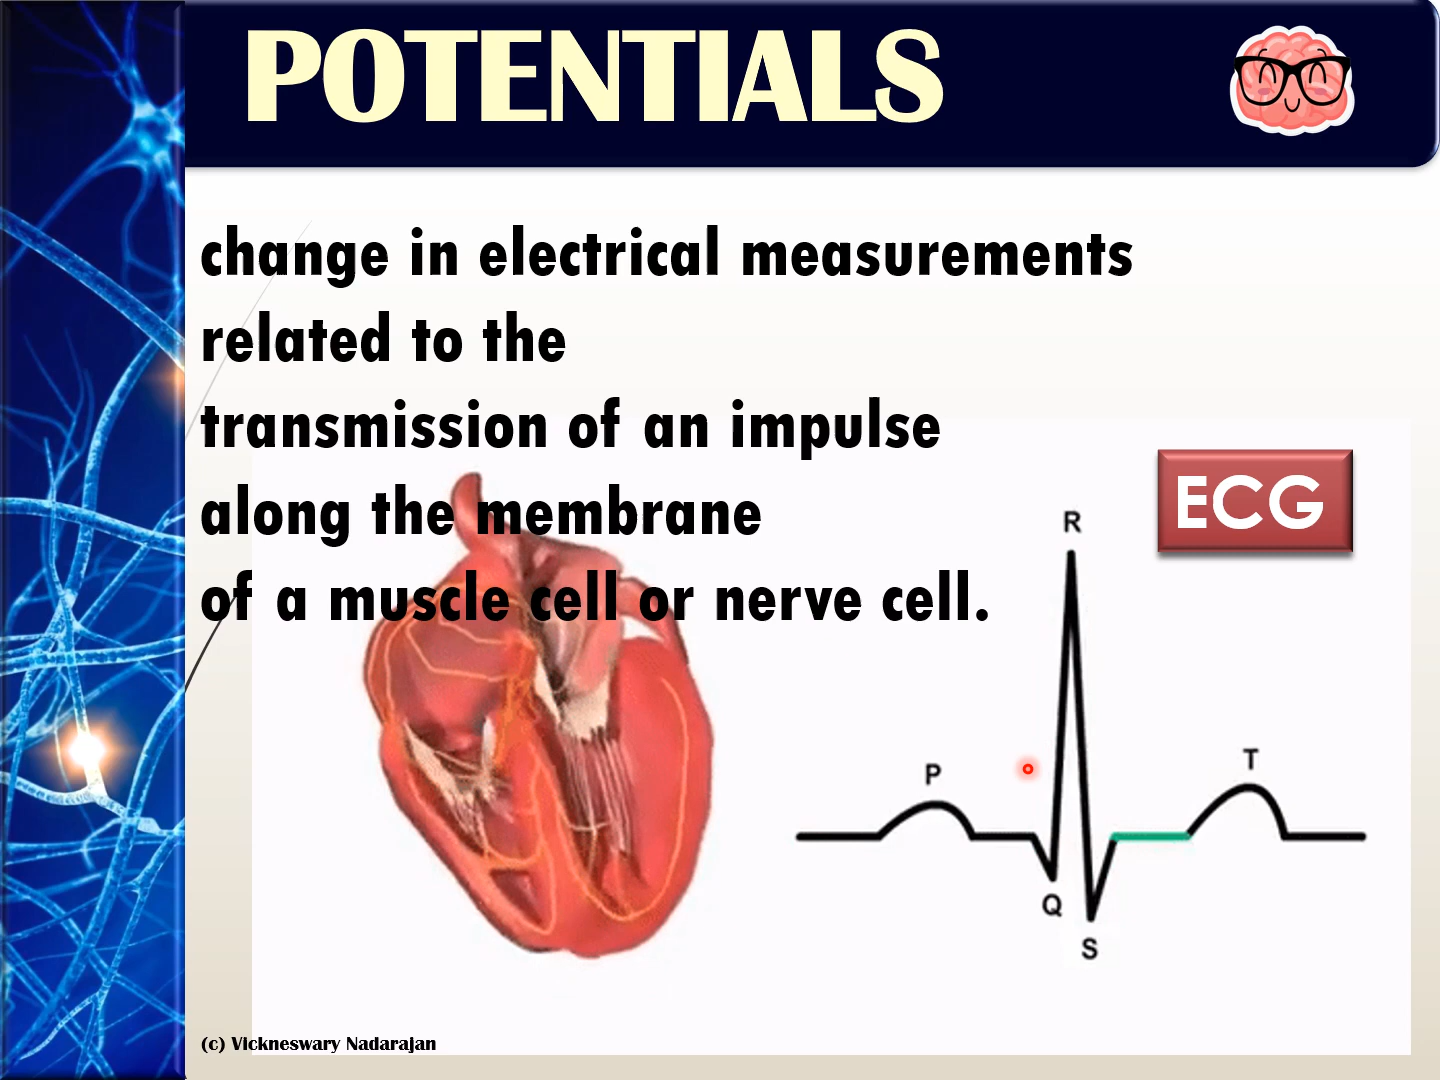 POTENTIALS
change in electrical measurements
related to the
transmission of an impulse
along the membrane
of a muscle cell or nerve cell.
ECG
R
P
T
Q
S
(c) Vickneswary Nadarajan